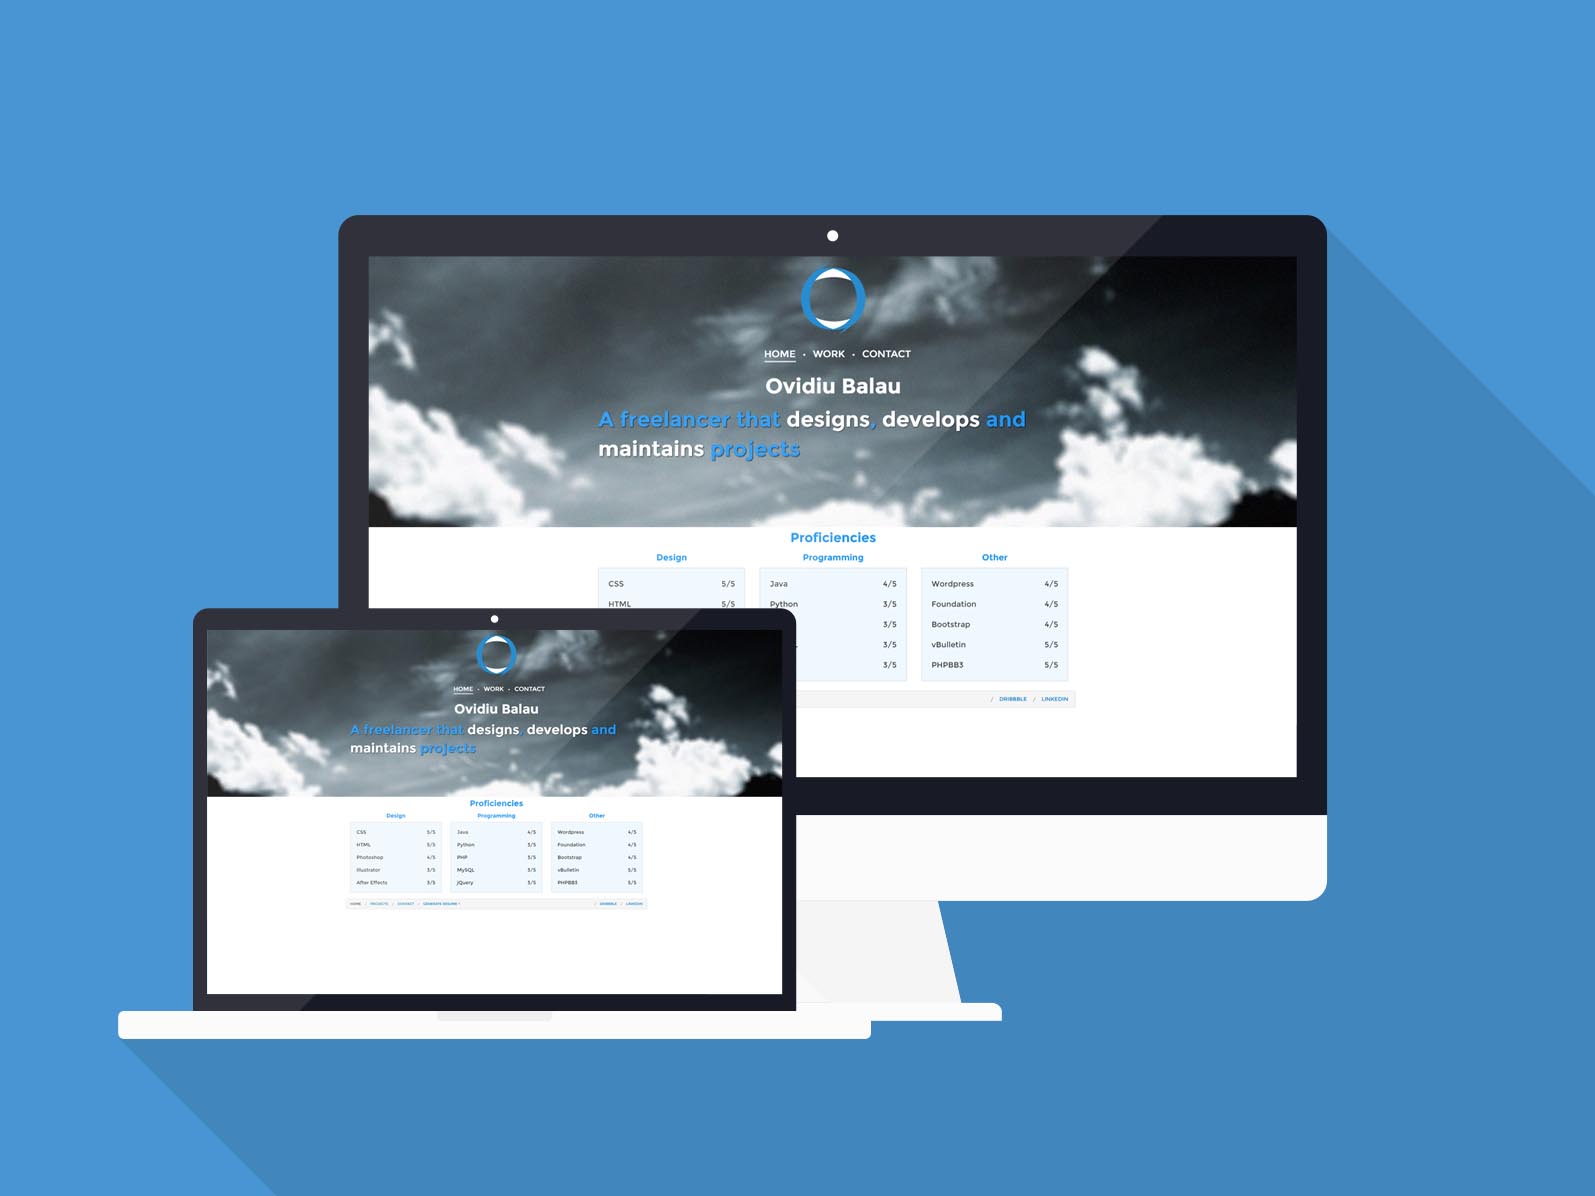 HOME • WORK • CONTACT
Ovidiu Balau
A freelancer that designs, develops and
maintains projects
Proficiencies
Design Programming Other
CSS 5/5 Java 4/5 Wordpress 4/5
HTML 5/5 Python 3/5 Foundation 4/5
3/5 Bootstrap 4/5
3/5 vBulletin 5/5
3/5 PHPBB3 5/5
/ DRIBBBLE / LINKEDIN
HOME • WORK • CONTACT
Ovidiu Balau
A freelancer that designs, develops and
maintains projects
Proficiencies
Design Programming Other
CSS 5/5 Java 4/5 Wordpress 4/5
HTML 5/5 Python 3/5 Foundation 4/5
Photoshop 4/5 PHP 3/5 Bootstrap 4/5
Illustrator 3/5 MySQL 3/5 vBulletin 5/5
After Effects 3/5 jQuery 3/5 PHPBB3 5/5
HOME / PROJECTS / CONTACT / GENERATE RESUME / DRIBBBLE / LINKEDIN